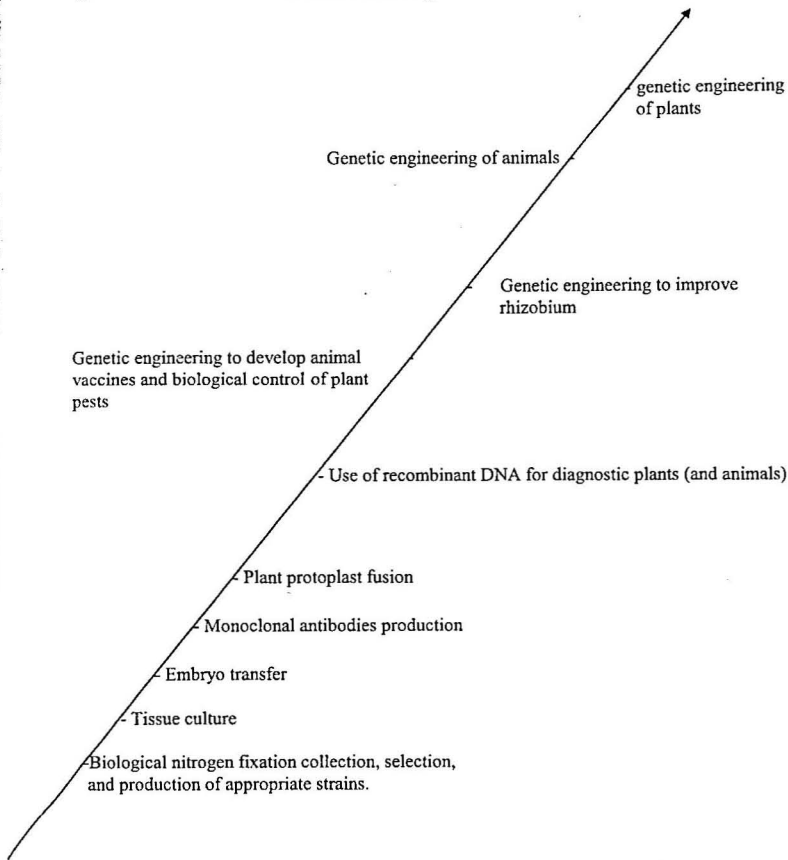 genetic engineering
of plants
Genetic engineering of animals
Genetic engineering to improve
rhizobium
Genetic engineering to develop animal
vaccines and biological control of plant
pests
Use of recombinant DNA for diagnostic plants (and animals)
Plant protoplast fusion
Monoclonal antibodies production
Embryo transfer
Tissue culture
Biological nitrogen fixation collection, selection,
and production of appropriate strains.